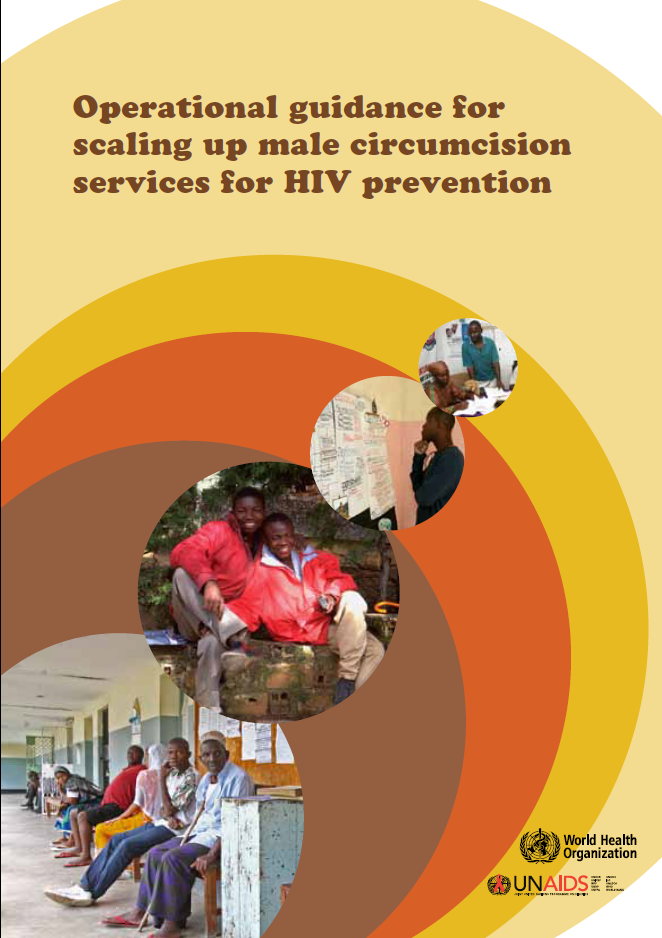 Operational guidance for
scaling up male circumcision
services for HIV prevention
World Health
Organization
UNAIDS